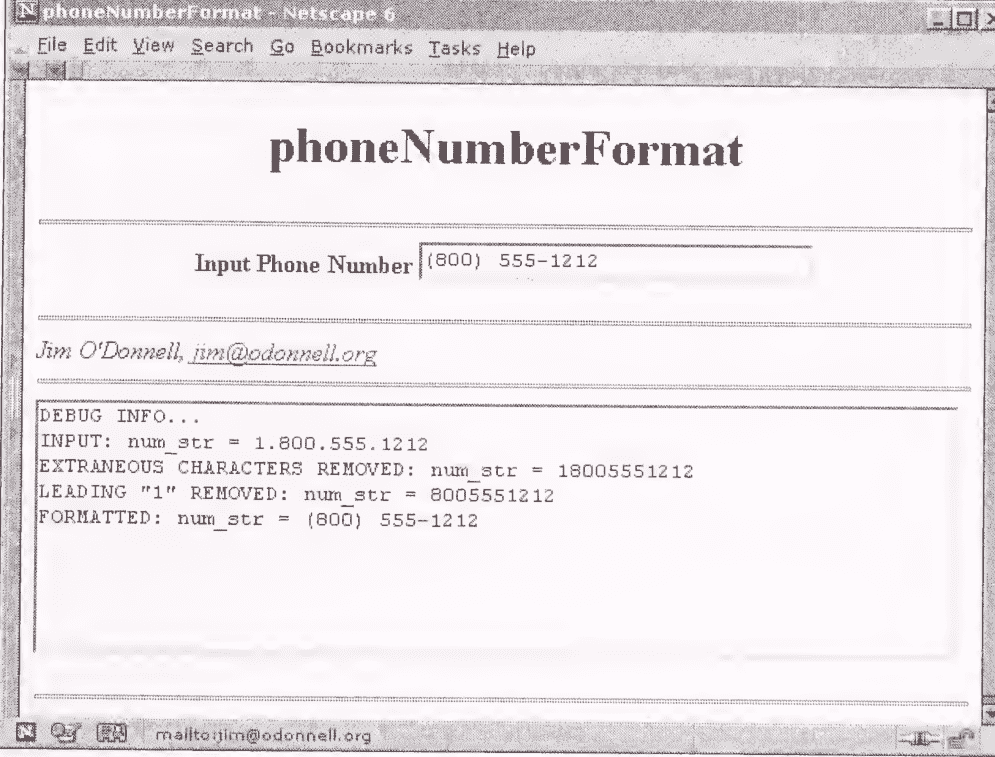 phoneNumberFormat - Netscape 6
File Edit View Search Go Bookmarks Tasks Help
phoneNumberFormat
Input Phone Number (800) 555-1212
Jim O'Donnell, jim@odonnell.org
DEBUG INFO...
INPUT: num_str = 1.800.555.1212
EXTRANEOUS CHARACTERS REMOVED: num_str = 18005551212
LEADING "1" REMOVED: num_str = 8005551212
FORMATTED: num_str = (800) 555-1212
mailto:jim@odonnell.org